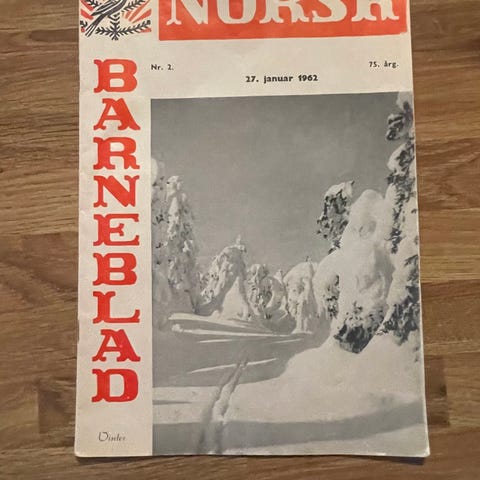 NORSK
BARNEBLAD
Nr. 2.
27. januar 1962
75. årg.
Vinter